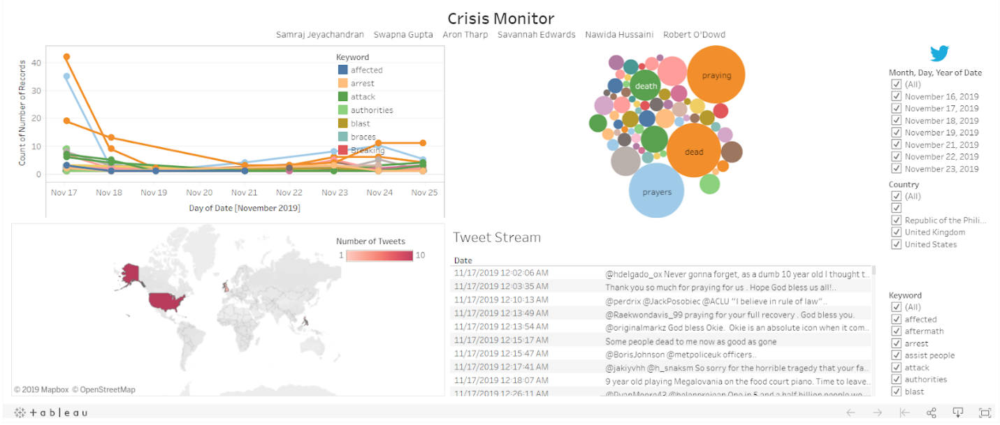 Crisis Monitor
Samraj Jeyachandran Swapna Gupta Aron Tharp Savannah Edwards Nawida Hussaini Robert O'Dowd
Count of Number of Records
40
30
20
10
0
Nov 17 Nov 18 Nov 19 Nov 20 Nov 21 Nov 22 Nov 23 Nov 24 Nov 25
Day of Date [November 2019]
Keyword
affected
arrest
attack
authorities
blast
braces
Breaking
praying
death
dead
prayers
Month, Day, Year of Date
(All)
November 16, 2019
November 17, 2019
November 18, 2019
November 19, 2019
November 21, 2019
November 22, 2019
November 23, 2019
Country
(All)
Republic of the Phili...
United Kingdom
United States
Number of Tweets
1 10
© 2019 Mapbox © OpenStreetMap
Tweet Stream
Date
11/17/2019 12:02:06 AM @hdelgado_ox Never gonna forget, as a dumb 10 year old I thought t..
11/17/2019 12:03:35 AM Thank you so much for praying for us . Hope God bless us all!..
11/17/2019 12:10:13 AM @perdrix @JackPosobiec @ACLU "I believe in rule of law"..
11/17/2019 12:13:49 AM @Raekwondavis_99 praying for your full recovery . God bless you.
11/17/2019 12:13:54 AM @originalmarkz God bless Okie. Okie is an absolute icon when it com..
11/17/2019 12:15:17 AM Some people dead to me now as good as gone
11/17/2019 12:15:47 AM @BorisJohnson @metpoliceuk officers..
11/17/2019 12:17:41 AM @jakiyvhh @h_snaksm So sorry for the horrible tragedy that your fa..
11/17/2019 12:18:07 AM 9 year old playing Megalovania on the food court piano. Time to leave..
11/17/2019 12:26:11 AM @RyanMoore43 @helenprejean One in 5 and a half billion people we
Keyword
(All)
affected
aftermath
arrest
assist people
attack
authorities
blast
+ a b l e a u